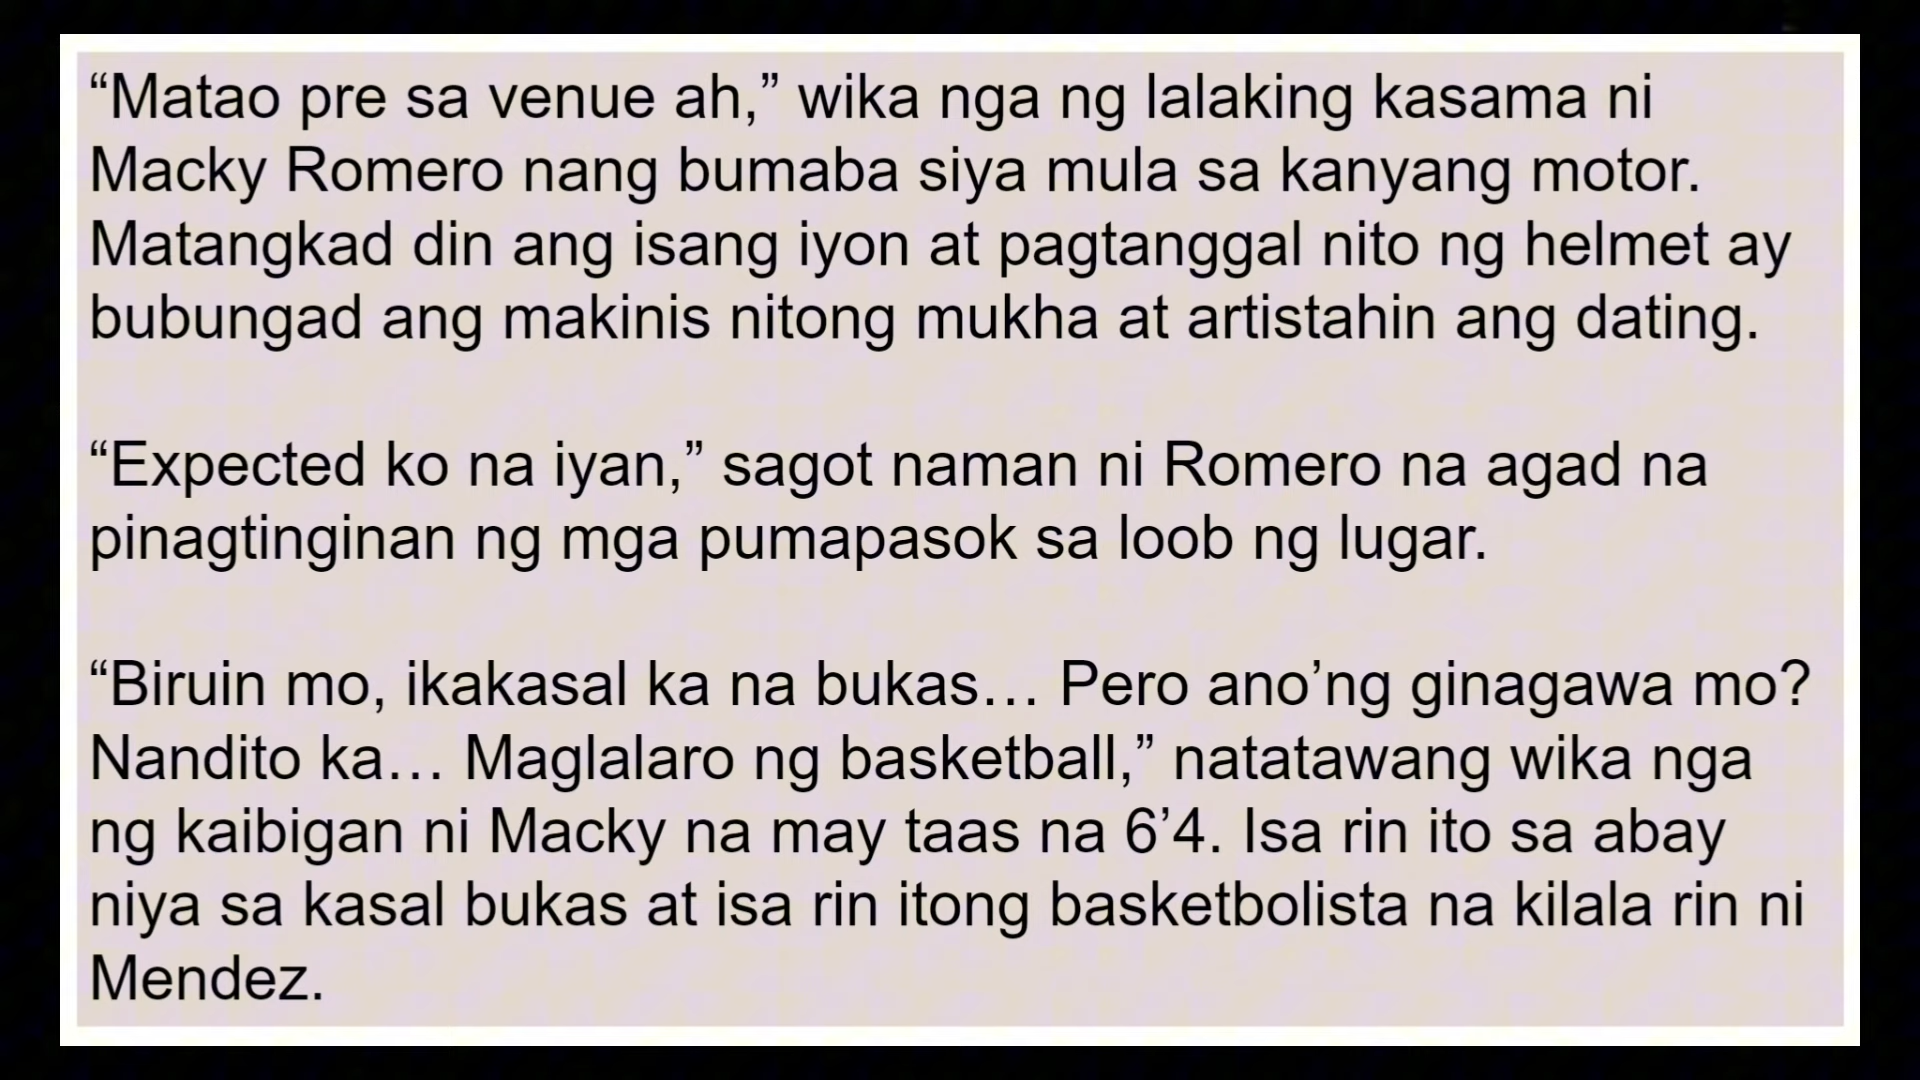 “Matao pre sa venue ah,” wika nga ng lalaking kasama ni
Macky Romero nang bumaba siya mula sa kanyang motor.
Matangkad din ang isang iyon at pagtanggal nito ng helmet ay
bubungad ang makinis nitong mukha at artistahin ang dating.
“Expected ko na iyan,” sagot naman ni Romero na agad na
pinagtinginan ng mga pumapasok sa loob ng lugar.
“Biruin mo, ikakasal ka na bukas… Pero ano’ng ginagawa mo?
Nandito ka… Maglalaro ng basketball,” natatawang wika nga
ng kaibigan ni Macky na may taas na 6’4. Isa rin ito sa abay
niya sa kasal bukas at isa rin itong basketbolista na kilala rin ni
Mendez.